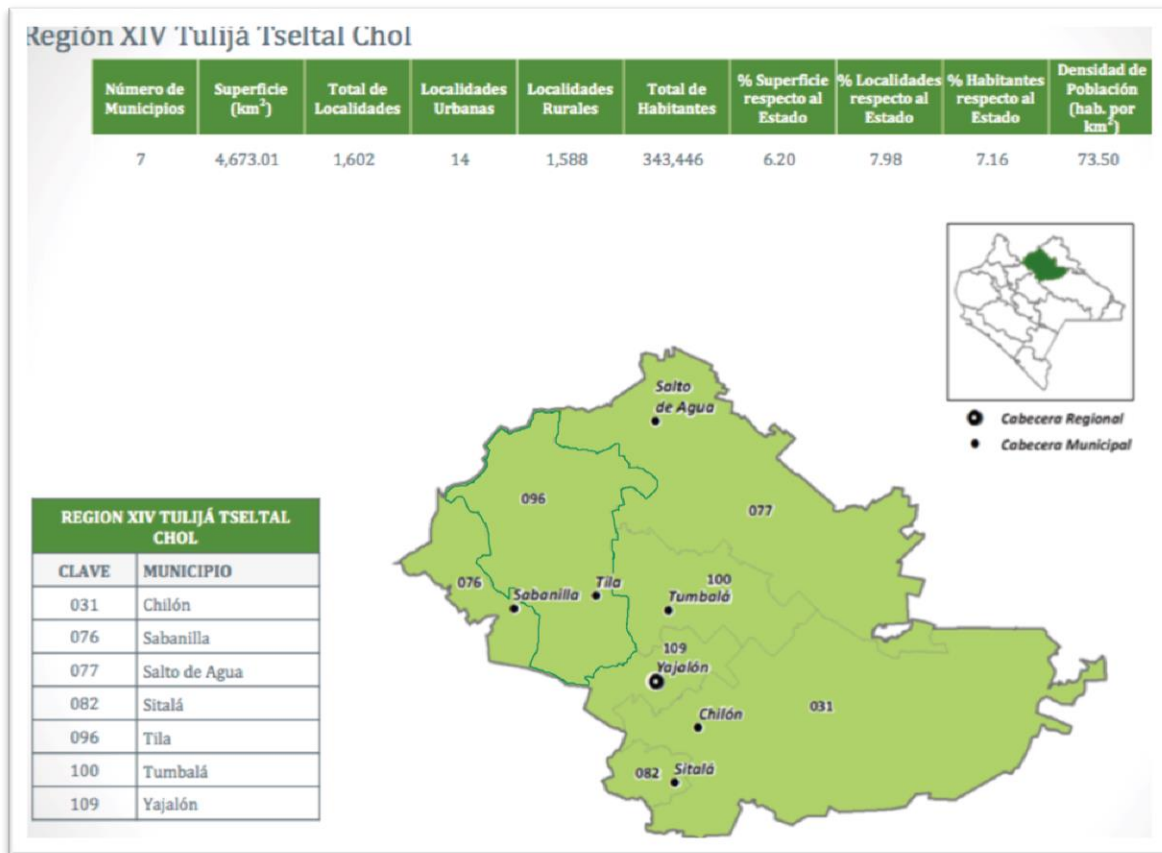 Región XIV Tulijá Tseltal Chol
Número de Municipios | Superficie (km²) | Total de Localidades | Localidades Urbanas | Localidades Rurales | Total de Habitantes | % Superficie respecto al Estado | % Localidades respecto al Estado | % Habitantes respecto al Estado | Densidad de Población (hab. por km²)
7 | 4,673.01 | 1,602 | 14 | 1,588 | 343,446 | 6.20 | 7.98 | 7.16 | 73.50
Cabecera Regional
Cabecera Municipal
Salto
de Agua
096
077
076
Sabanilla
Tila
100
Tumbalá
109
Yajalón
Chilón
031
082
Sitalá
REGION XIV TULIJÁ TSELTAL
CHOL
CLAVE | MUNICIPIO
031 | Chilón
076 | Sabanilla
077 | Salto de Agua
082 | Sitalá
096 | Tila
100 | Tumbalá
109 | Yajalón